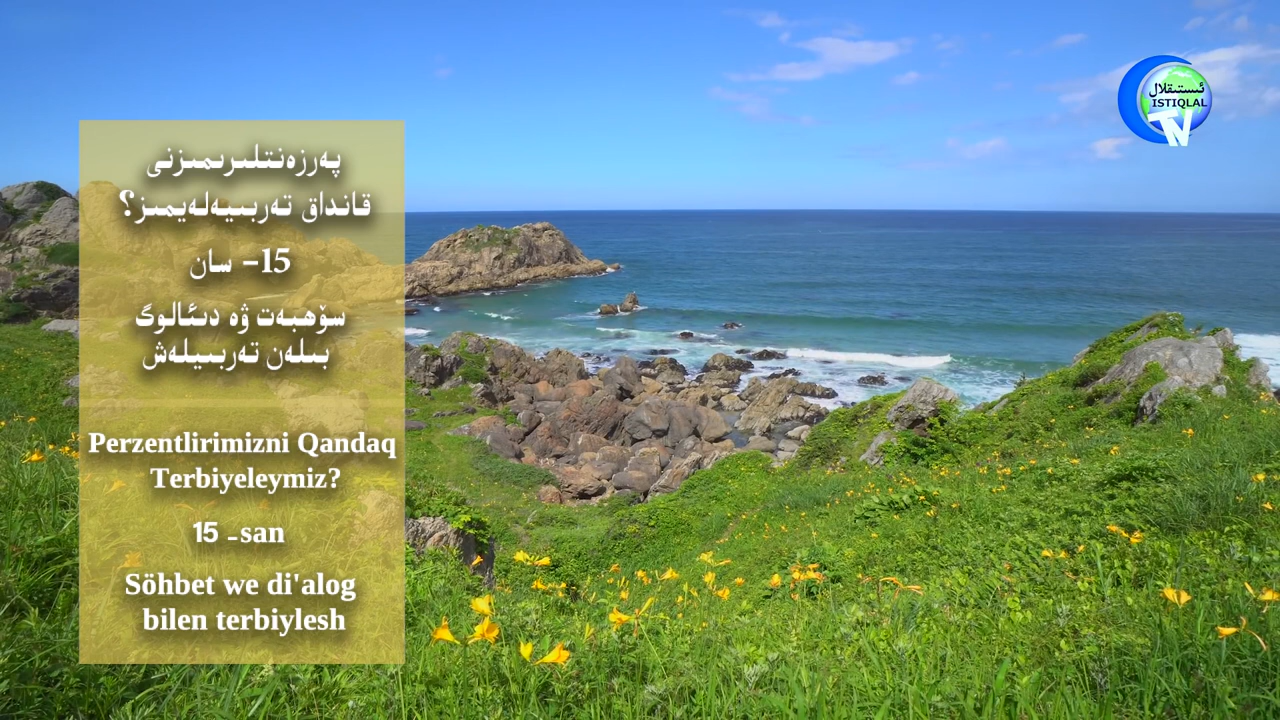 ئىستىقلال
ISTIQLAL
TV
پەرزەنتلىرىمىزنى
قانداق تەربىيەلەيمىز؟
15- سان
سۆھبەت ۋە دىئالوگ
بىلەن تەربىيىلەش
Perzentlirimizni Qandaq
Terbiyeleymiz?
15 -san
Söhbet we di'alog
bilen terbiylesh